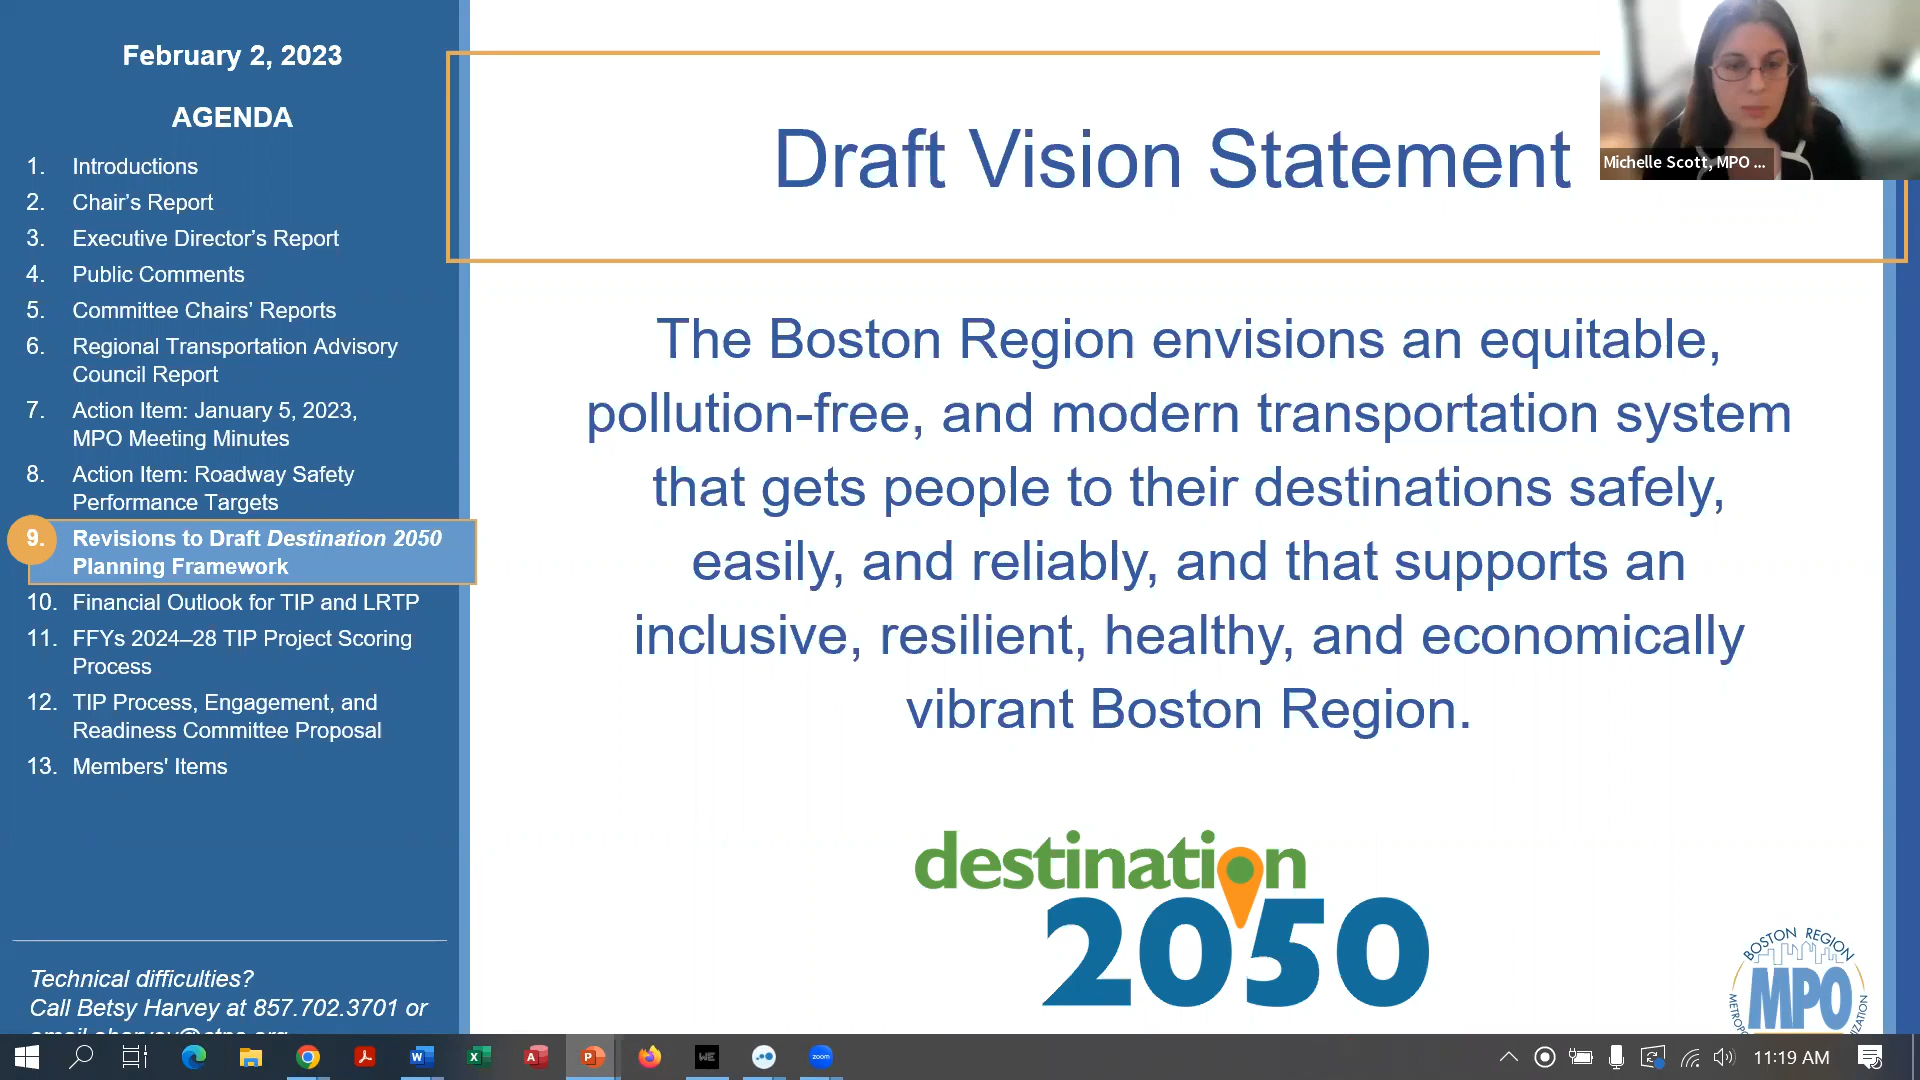 February 2, 2023
AGENDA
1. Introductions
2. Chair's Report
3. Executive Director's Report
4. Public Comments
5. Committee Chairs' Reports
6. Regional Transportation Advisory
Council Report
7. Action Item: January 5, 2023,
MPO Meeting Minutes
8. Action Item: Roadway Safety
Performance Targets
9. Revisions to Draft Destination 2050
Planning Framework
10. Financial Outlook for TIP and LRTP
11. FFYs 2024–28 TIP Project Scoring
Process
12. TIP Process, Engagement, and
Readiness Committee Proposal
13. Members' Items
Technical difficulties?
Call Betsy Harvey at 857.702.3701 or
Draft Vision Statement
Michelle Scott, MPO ...
The Boston Region envisions an equitable,
pollution-free, and modern transportation system
that gets people to their destinations safely,
easily, and reliably, and that supports an
inclusive, resilient, healthy, and economically
vibrant Boston Region.
destination
2050
BOSTON REGION
MPO
WE
zoom
11:19 AM